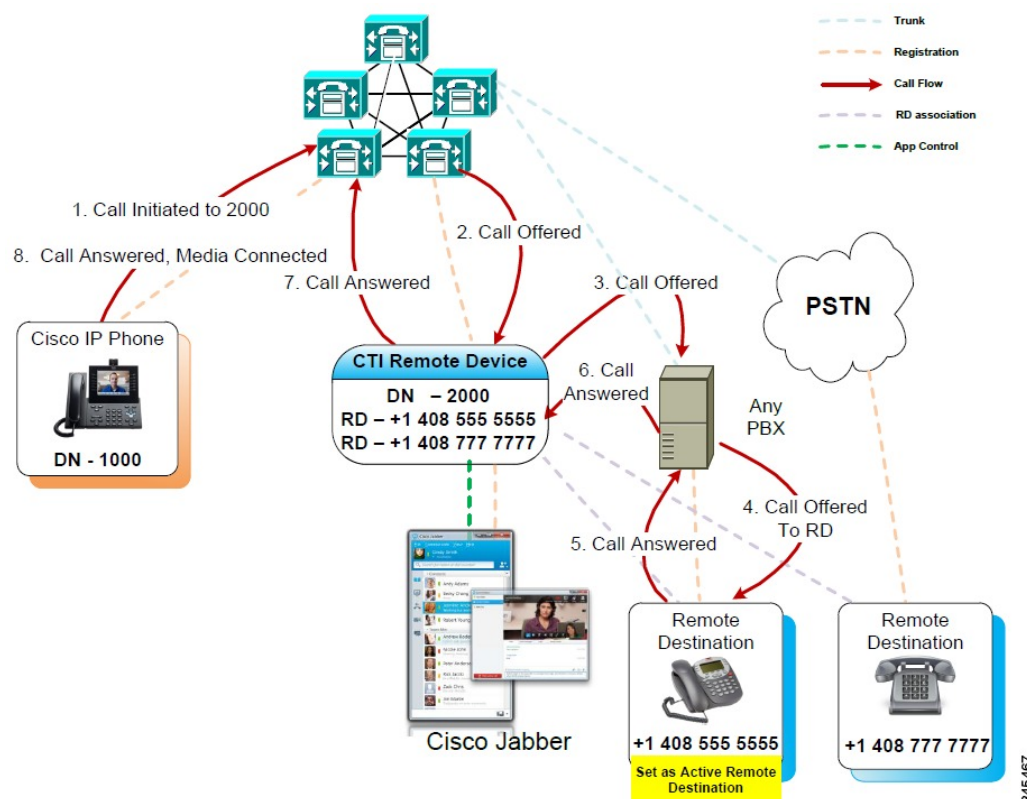 Trunk
Registration
Call Flow
RD association
App Control
1. Call Initiated to 2000
8. Call Answered, Media Connected
2. Call Offered
7. Call Answered
3. Call Offered
Cisco IP Phone
DN - 1000
CTI Remote Device
DN – 2000
RD – +1 408 555 5555
RD – +1 408 777 7777
6. Call
Answered
Any
PBX
PSTN
4. Call Offered
To RD
5. Call Answered
Cisco Jabber
Andy Adams
Cisco Jabber
Remote
Destination
+1 408 555 5555
Set as Active Remote
Destination
Remote
Destination
+1 408 777 7777